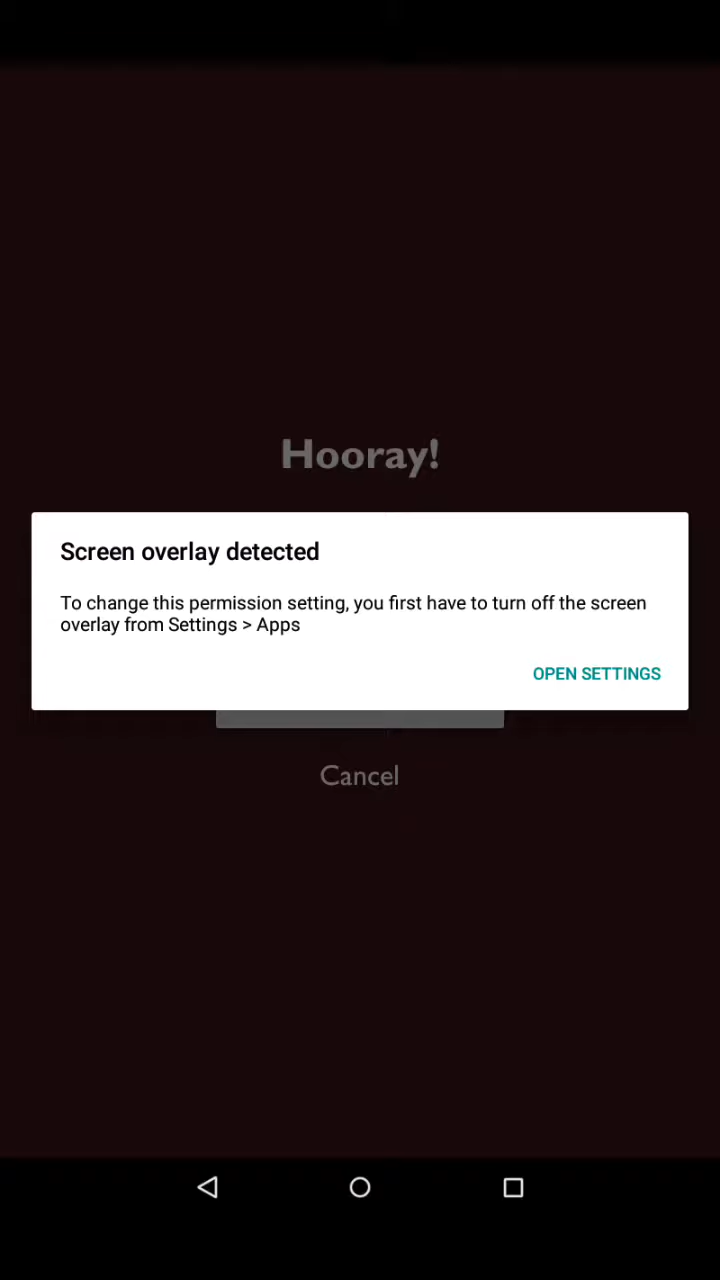 Hooray!
Screen overlay detected
To change this permission setting, you first have to turn off the screen
overlay from Settings > Apps
OPEN SETTINGS
Cancel